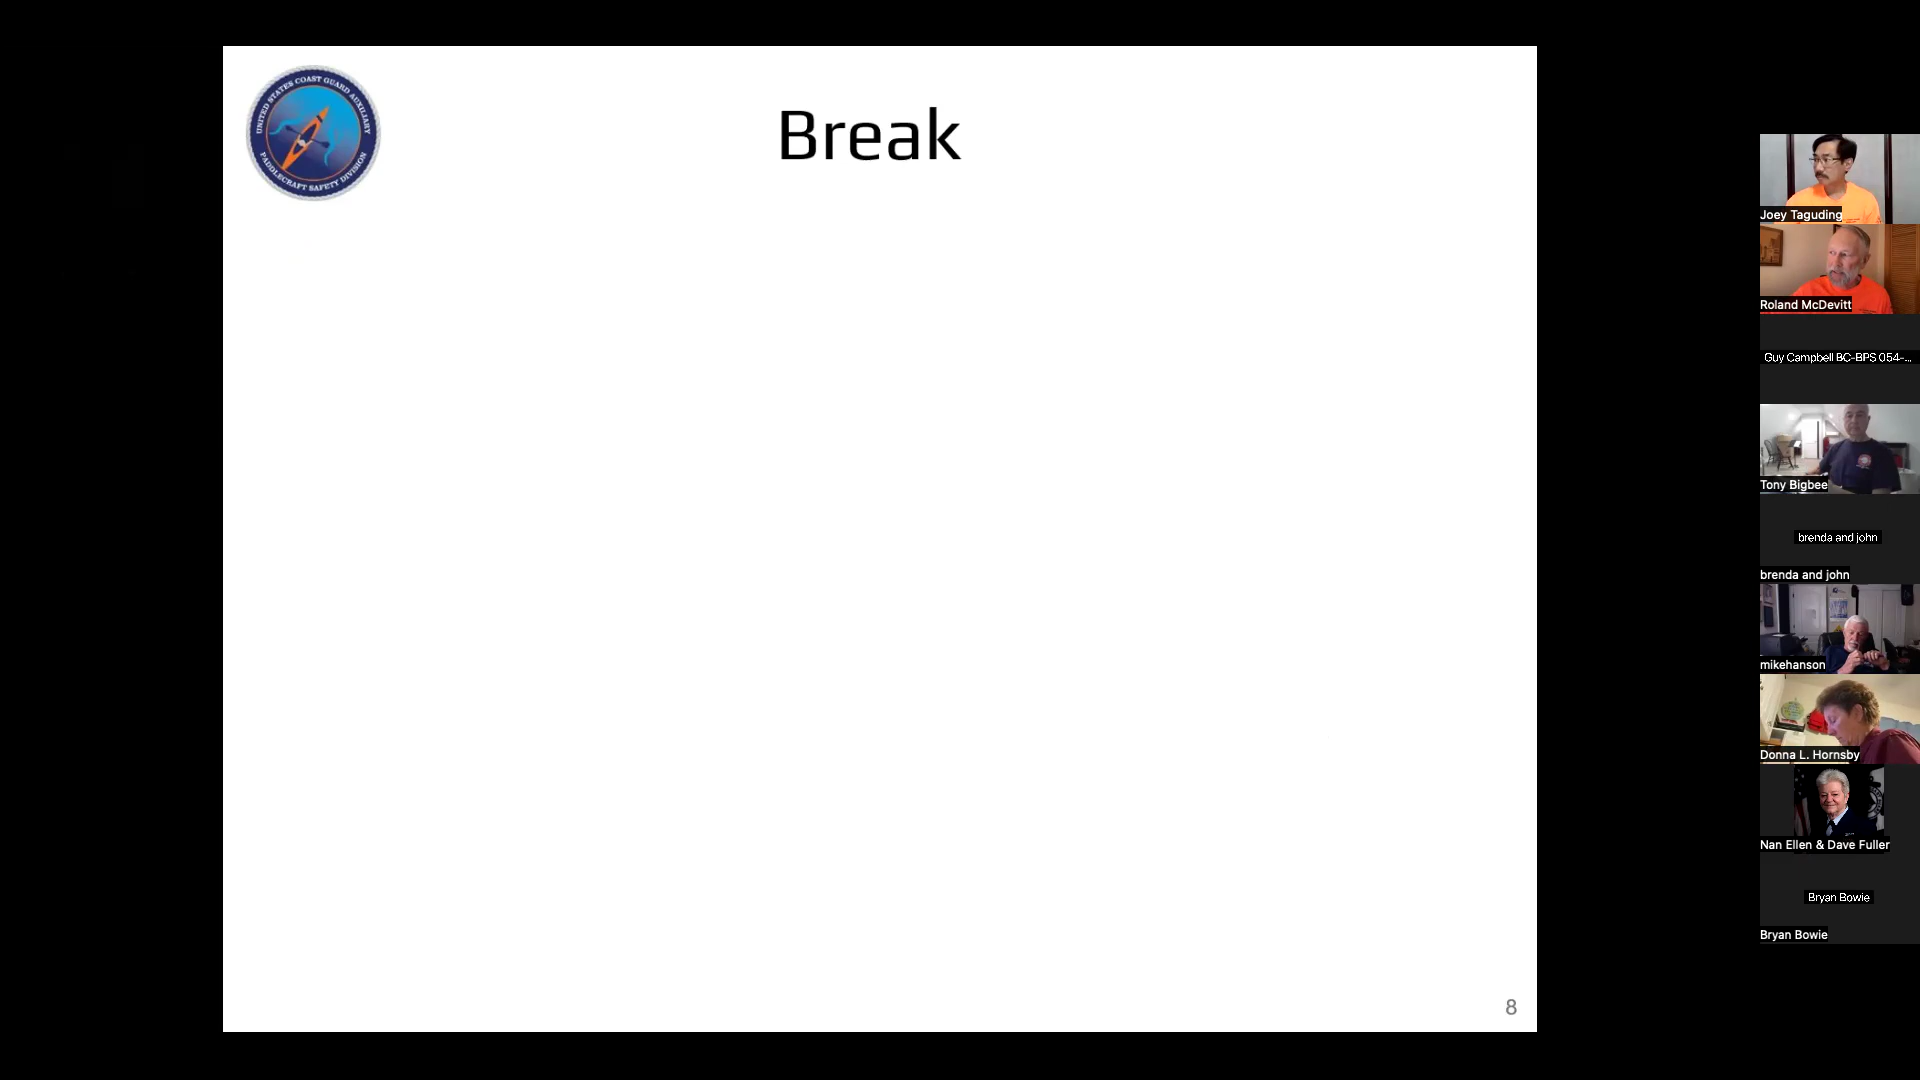 UNITED STATES COAST GUARD AUXILIARY
PADDLECRAFT SAFETY DIVISION
Break
8
Joey Taguding
Roland McDevitt
Guy Campbell BC-BPS 054-...
Tony Bigbee
brenda and john
brenda and john
mikehanson
Donna L. Hornsby
Nan Ellen & Dave Fuller
Bryan Bowie
Bryan Bowie